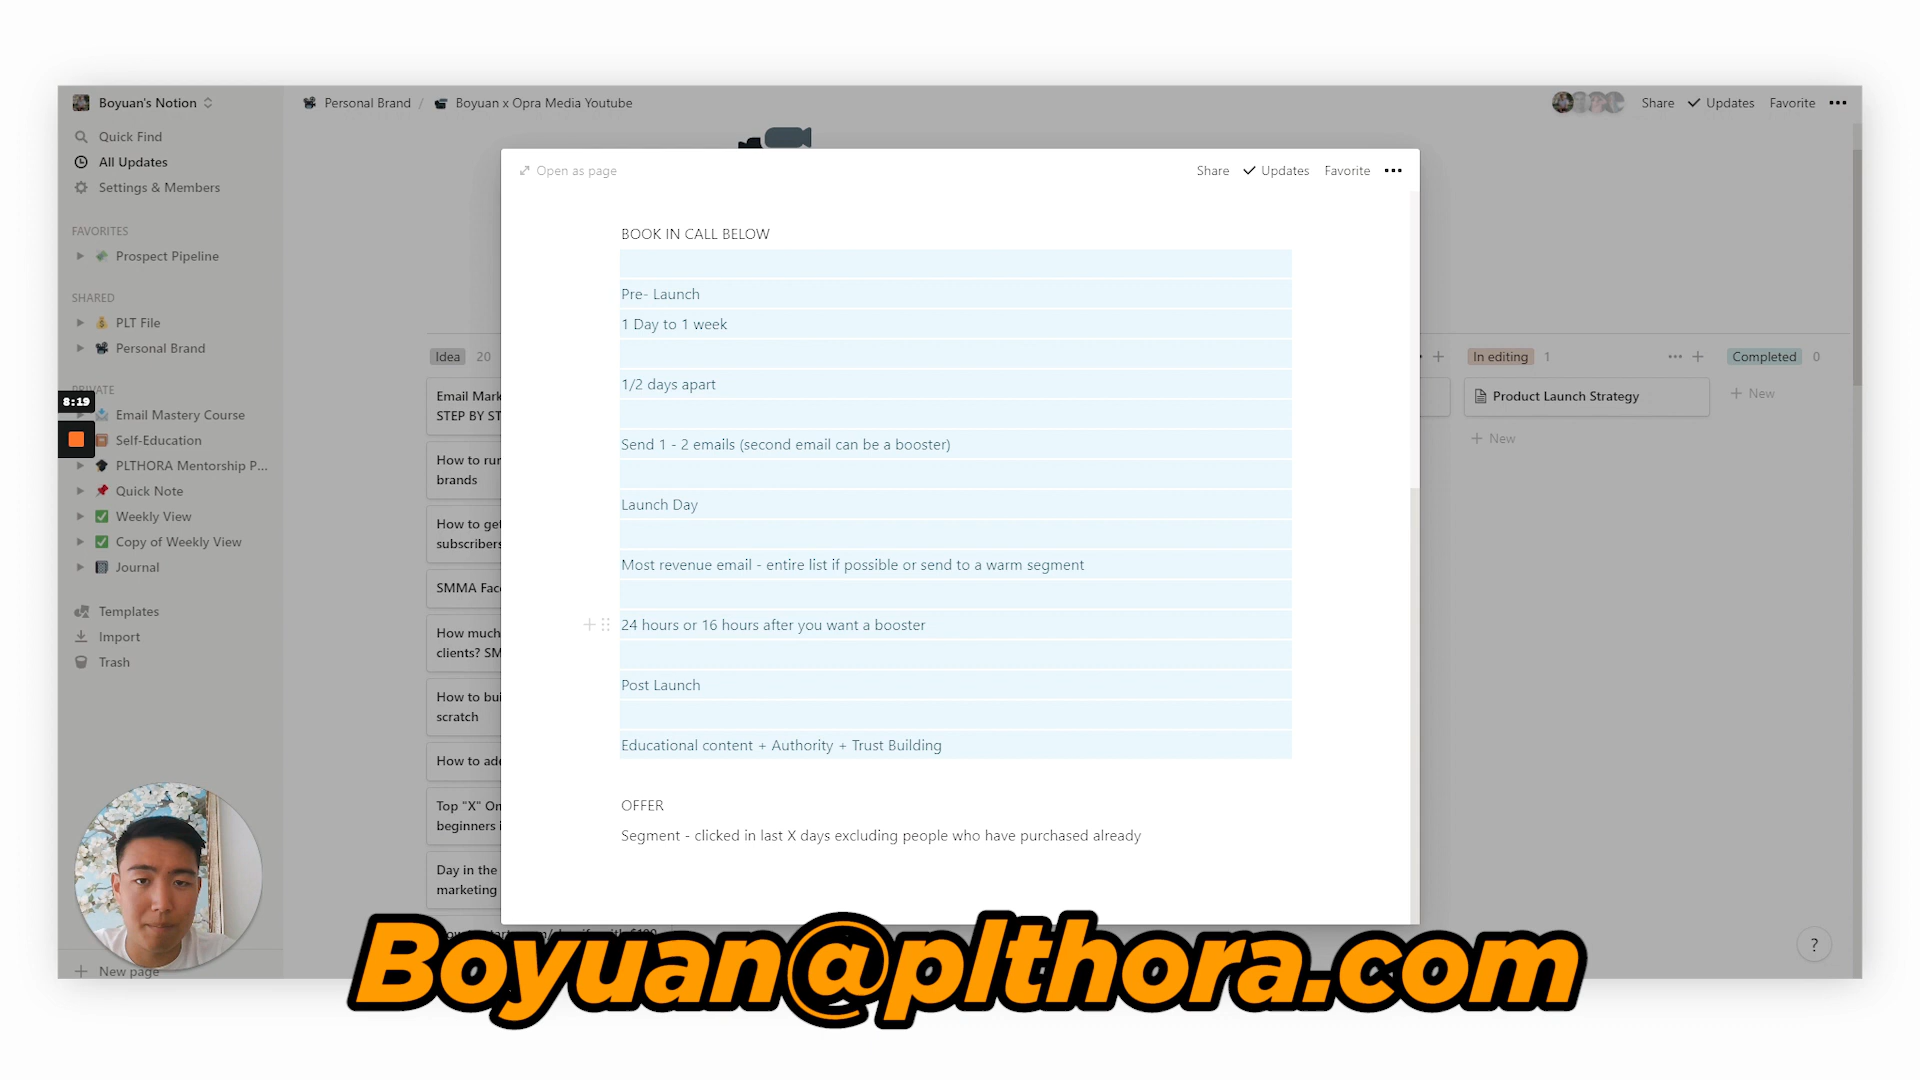 Boyuan's Notion
Personal Brand / Boyuan x Opra Media Youtube
Share Updates Favorite
Quick Find
All Updates
Settings & Members
FAVORITES
Prospect Pipeline
SHARED
PLT File
Personal Brand
PRIVATE
8:19
Email Mastery Course
Self-Education
PLTHORA Mentorship P...
Quick Note
Weekly View
Copy of Weekly View
Journal
Templates
Import
Trash
New page
Idea 20
Email Mark
STEP BY ST
How to run
brands
How to get
subscribers
SMMA Fac
How much
clients? SM
How to bui
scratch
How to ad
Top "X" On
beginners i
Day in the
marketing
Open as page
Share Updates Favorite
BOOK IN CALL BELOW
Pre- Launch
1 Day to 1 week
1/2 days apart
Send 1 - 2 emails (second email can be a booster)
Launch Day
Most revenue email - entire list if possible or send to a warm segment
24 hours or 16 hours after you want a booster
Post Launch
Educational content + Authority + Trust Building
OFFER
Segment - clicked in last X days excluding people who have purchased already
In editing 1
Product Launch Strategy
New
Completed 0
New
?
Boyuan@plthora.com